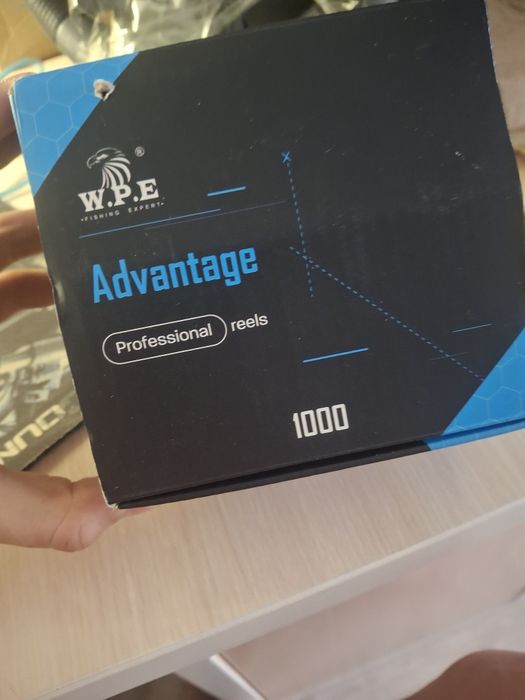 ®
W.P.E
•FISHING EXPERT•
Advantage
Professional reels
1000